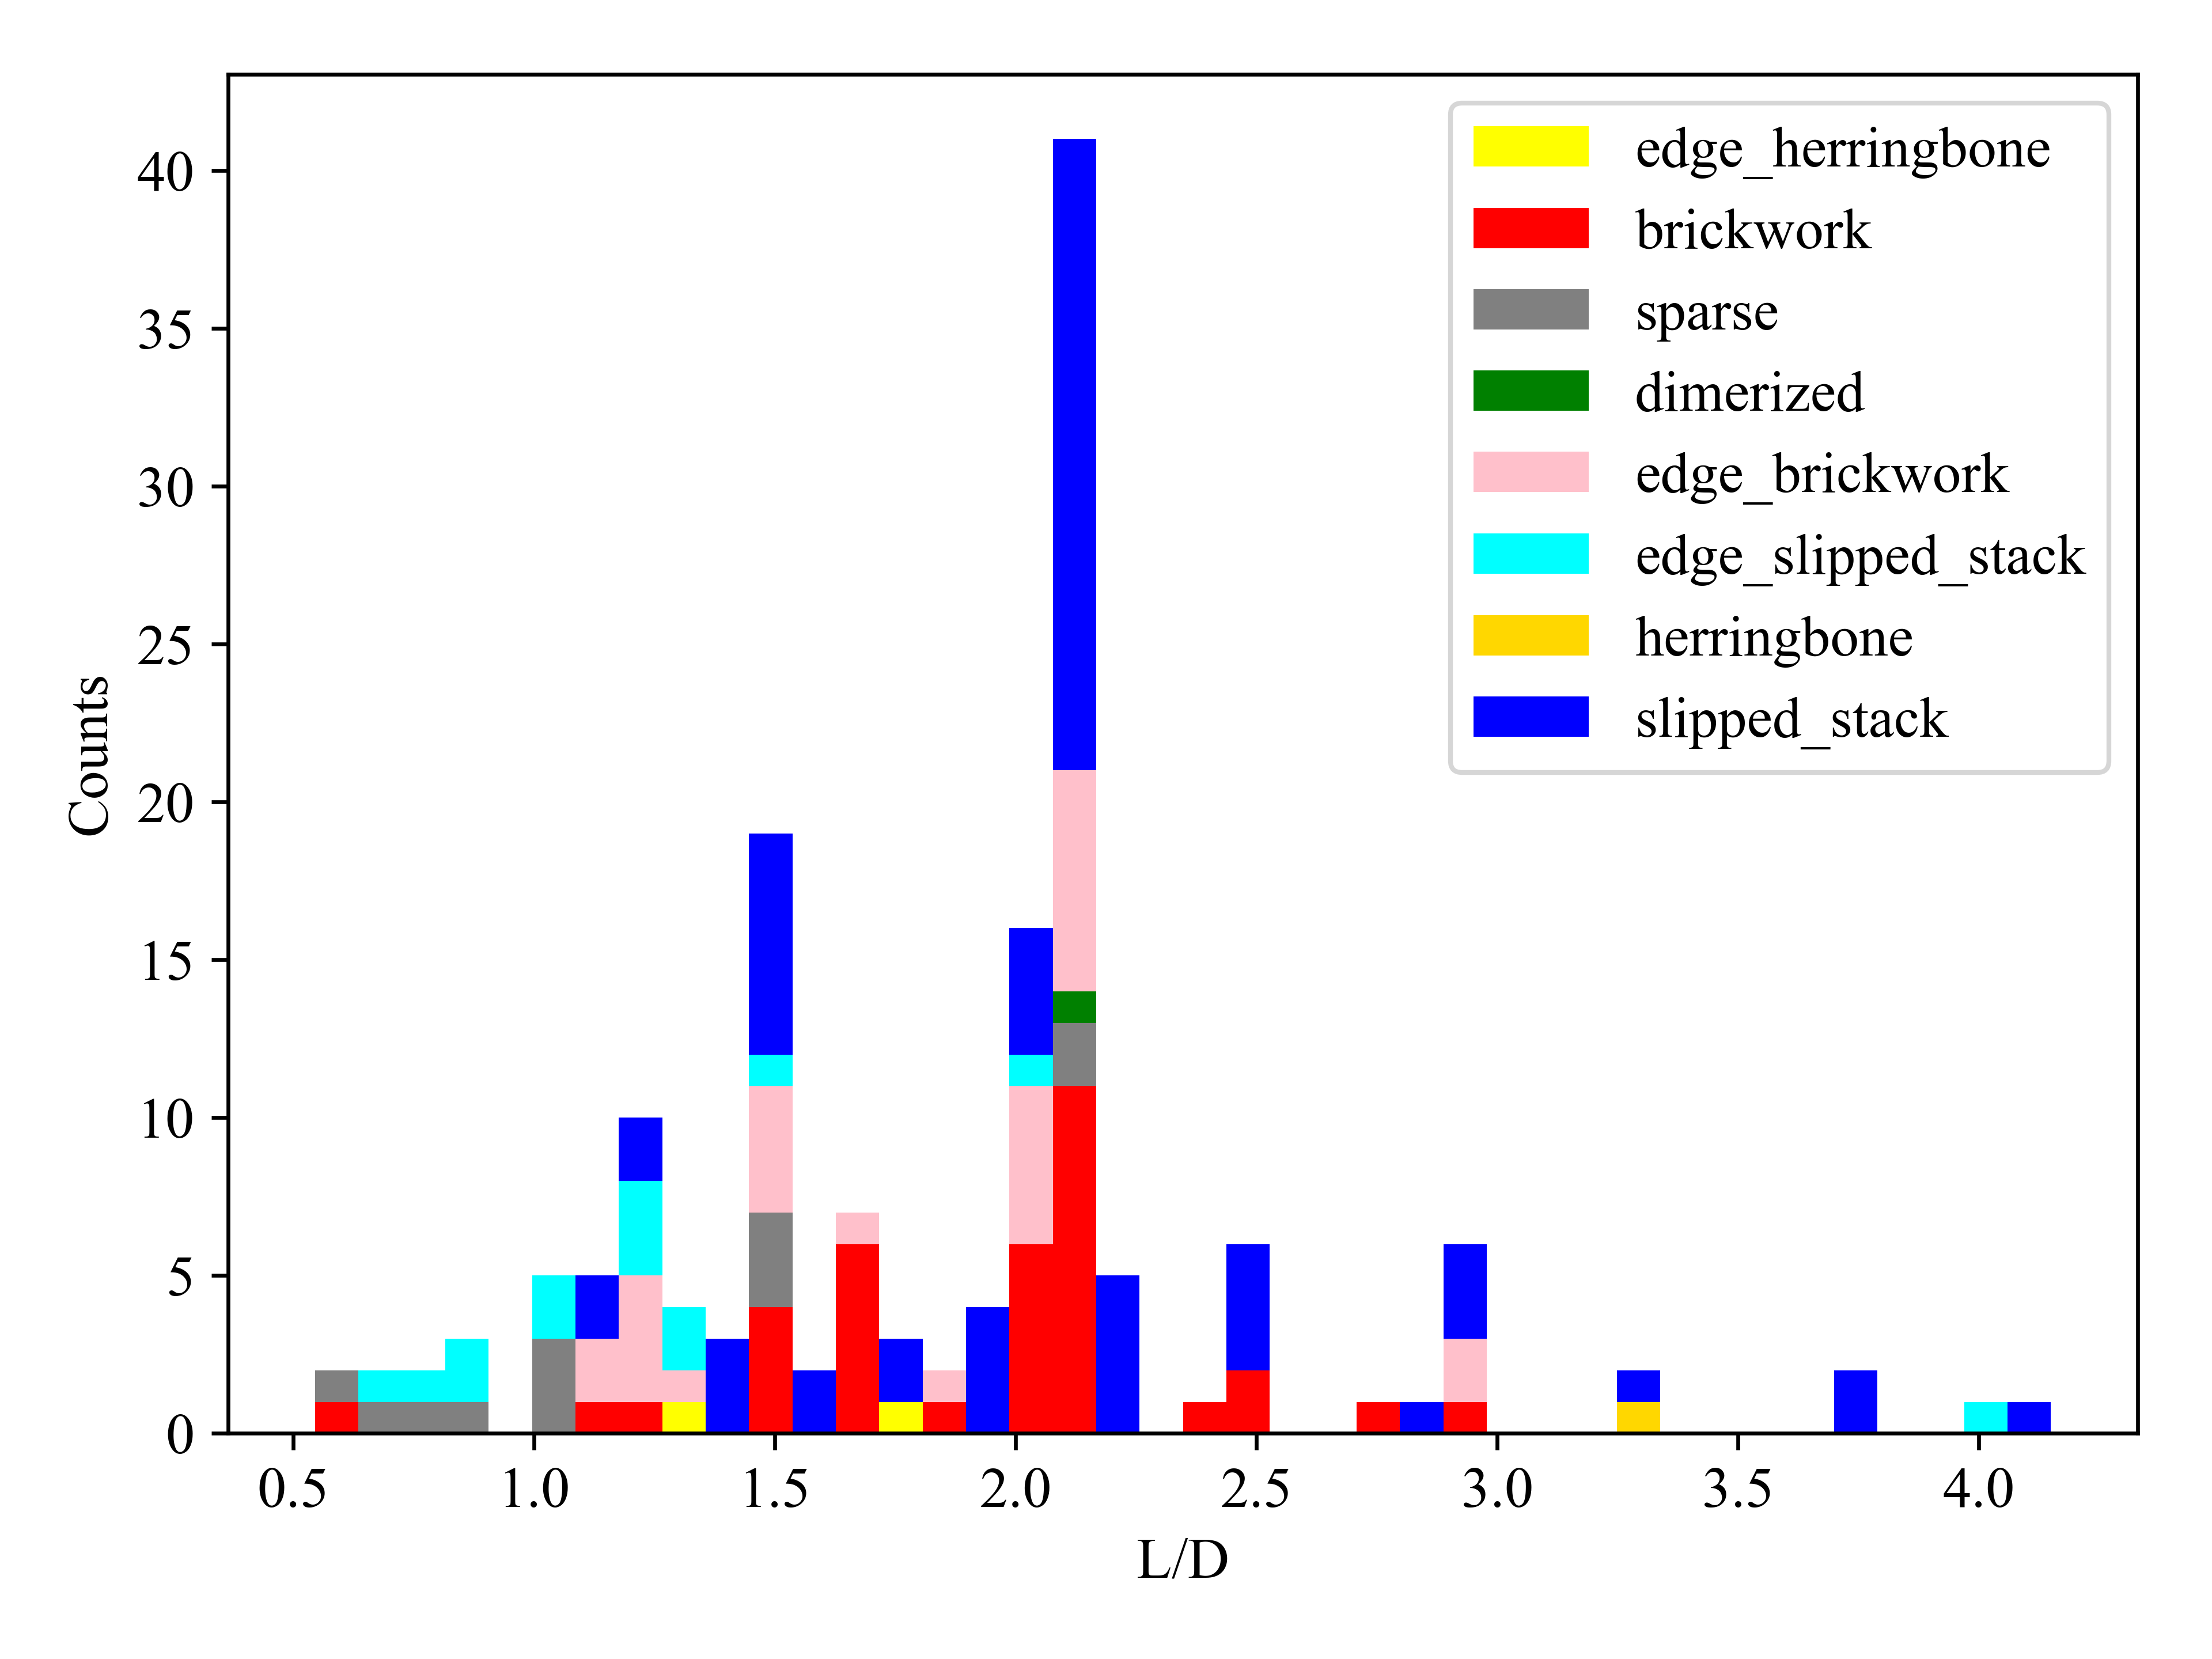 edge_herringbone
brickwork
sparse
dimerized
edge_brickwork
edge_slipped_stack
herringbone
slipped_stack
Counts
40
35
30
25
20
15
10
5
0
0.5 1.0 1.5 2.0 2.5 3.0 3.5 4.0
L/D